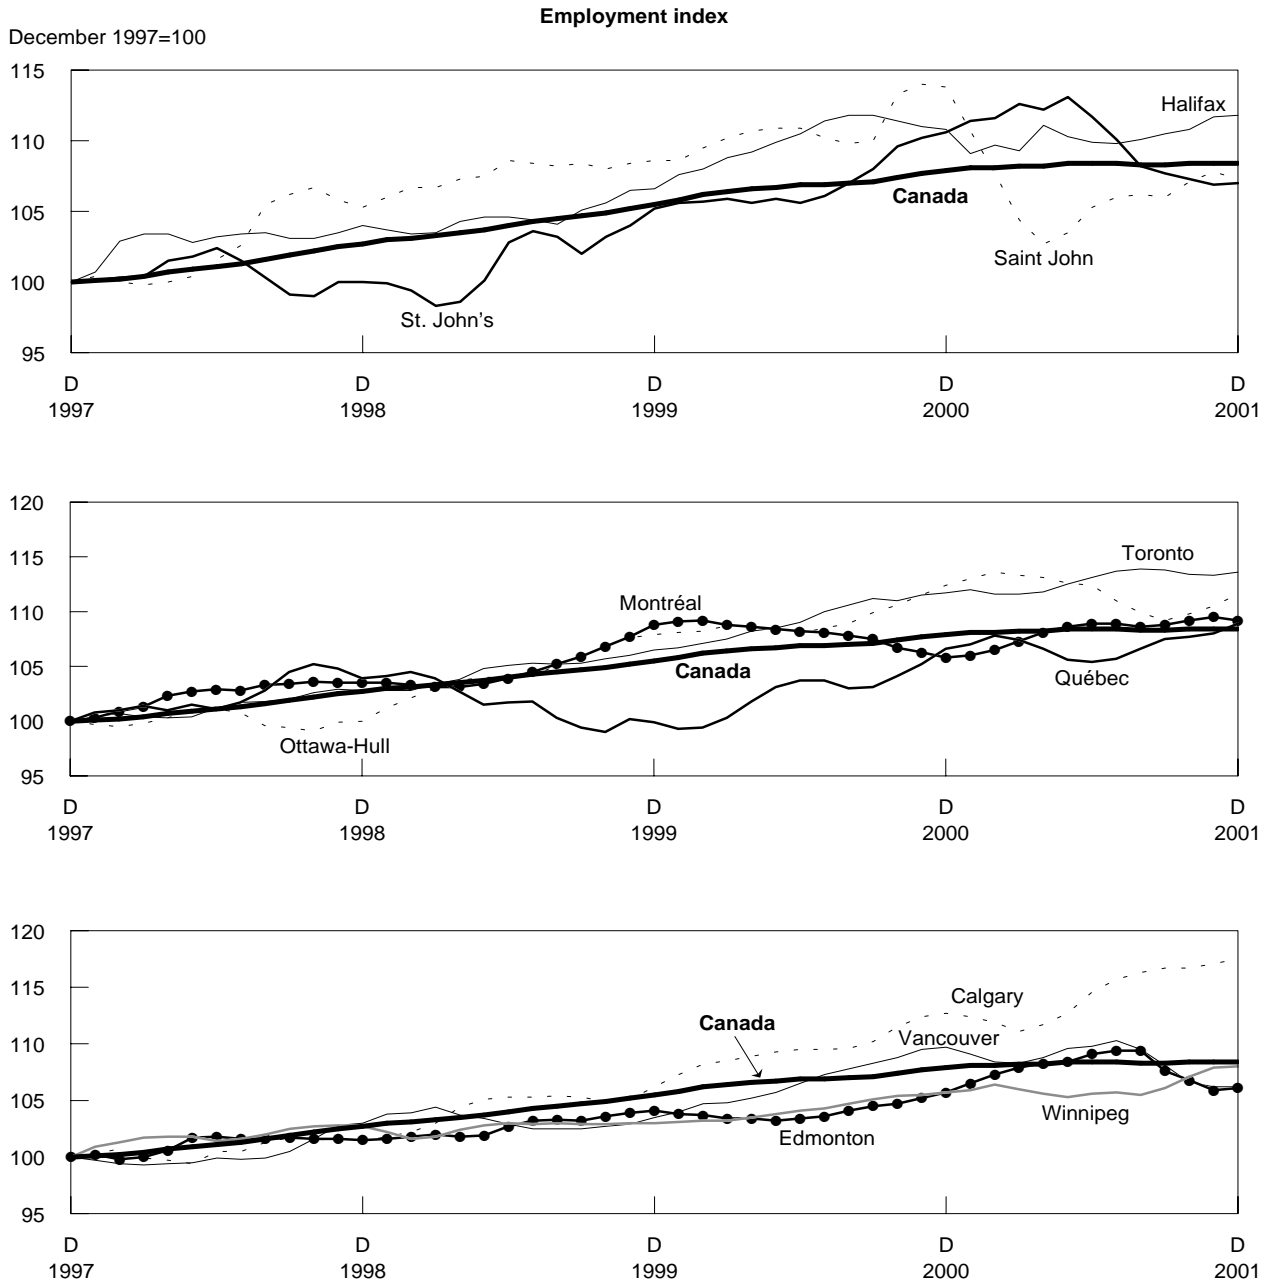 Employment index
December 1997=100
115
110
105
100
95
Halifax
Canada
Saint John
St. John's
D D D D D
1997 1998 1999 2000 2001
120
115
110
105
100
95
Toronto
Montréal
Canada
Québec
Ottawa-Hull
D D D D D
1997 1998 1999 2000 2001
120
115
110
105
100
95
Calgary
Canada
Vancouver
Winnipeg
Edmonton
D D D D D
1997 1998 1999 2000 2001